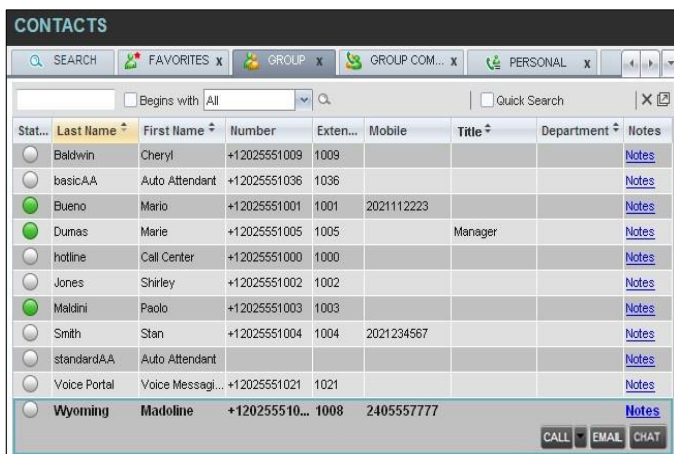 CONTACTS
SEARCH FAVORITES X GROUP X GROUP COM... X PERSONAL X
Begins with All Quick Search
Stat... Last Name First Name Number Exten... Mobile Title Department Notes
Baldwin Cheryl +12025551009 1009 Notes
basicAA Auto Attendant +12025551036 1036 Notes
Bueno Mario +12025551001 1001 2021112223 Notes
Dumas Marie +12025551005 1005 Manager Notes
hotline Call Center +12025551000 1000 Notes
Jones Shirley +12025551002 1002 Notes
Maldini Paolo +12025551003 1003 Notes
Smith Stan +12025551004 1004 2021234567 Notes
standardAA Auto Attendant Notes
Voice Portal Voice Messagi... +12025551021 1021 Notes
Wyoming Madoline +120255510... 1008 2405557777 Notes
CALL EMAIL CHAT